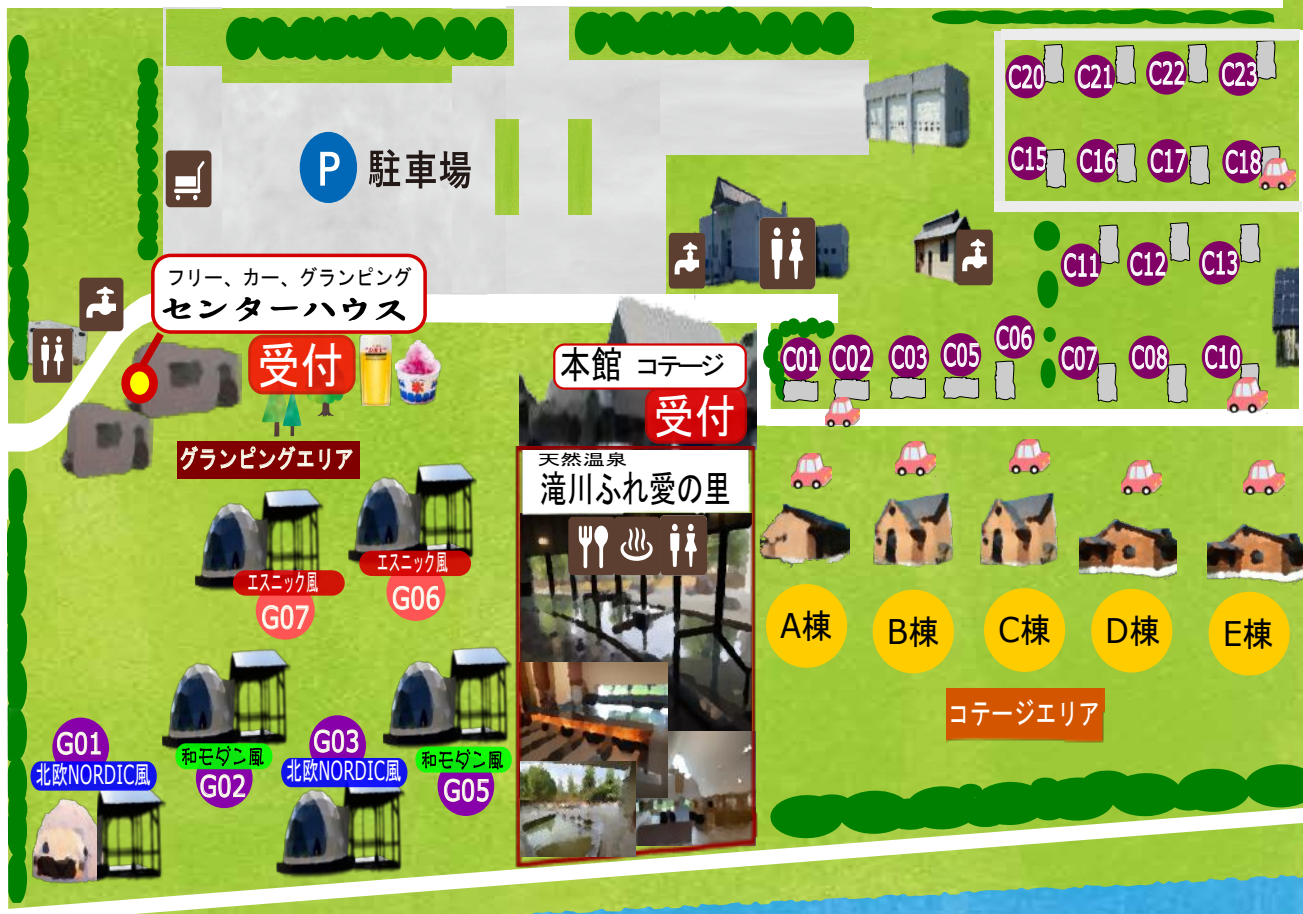 C20 C21 C22 C23
P 駐車場
C15 C16 C17 C18
フリー、カー、グランピング
センターハウス
受付
C11 C12 C13
C01 C02 C03 C05 C06
C07 C08 C10
本館 コテージ
受付
グランピングエリア
天然温泉
滝川ふれ愛の里
エスニック風
G07
エスニック風
G06
A棟 B棟 C棟 D棟 E棟
コテージエリア
G01
北欧NORDIC風
和モダン風
G02
G03
北欧NORDIC風
和モダン風
G05